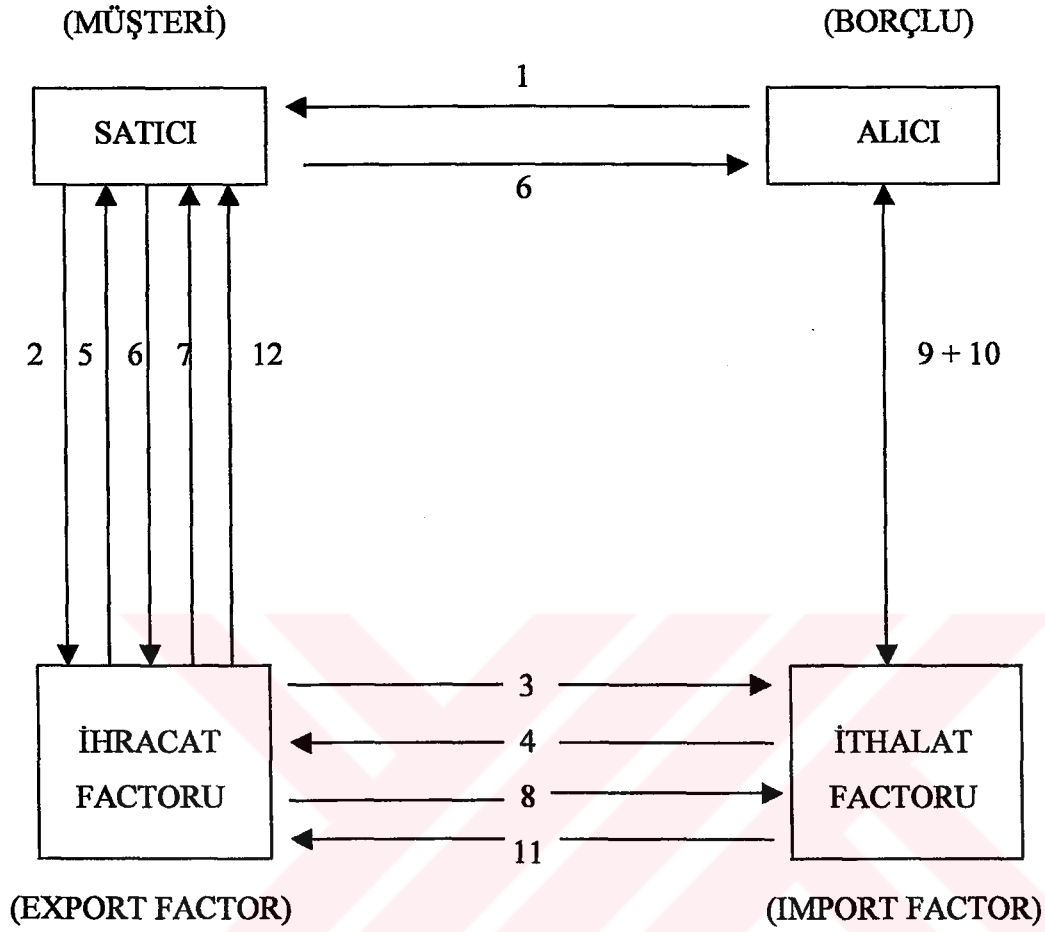 (MÜŞTERİ) (BORÇLU)
1
SATICI ALICI
6
2 5 6 7 12 9 + 10
3
İHRACAT 4 İTHALAT
FACTORU 8 FACTORU
11
(EXPORT FACTOR) (IMPORT FACTOR)